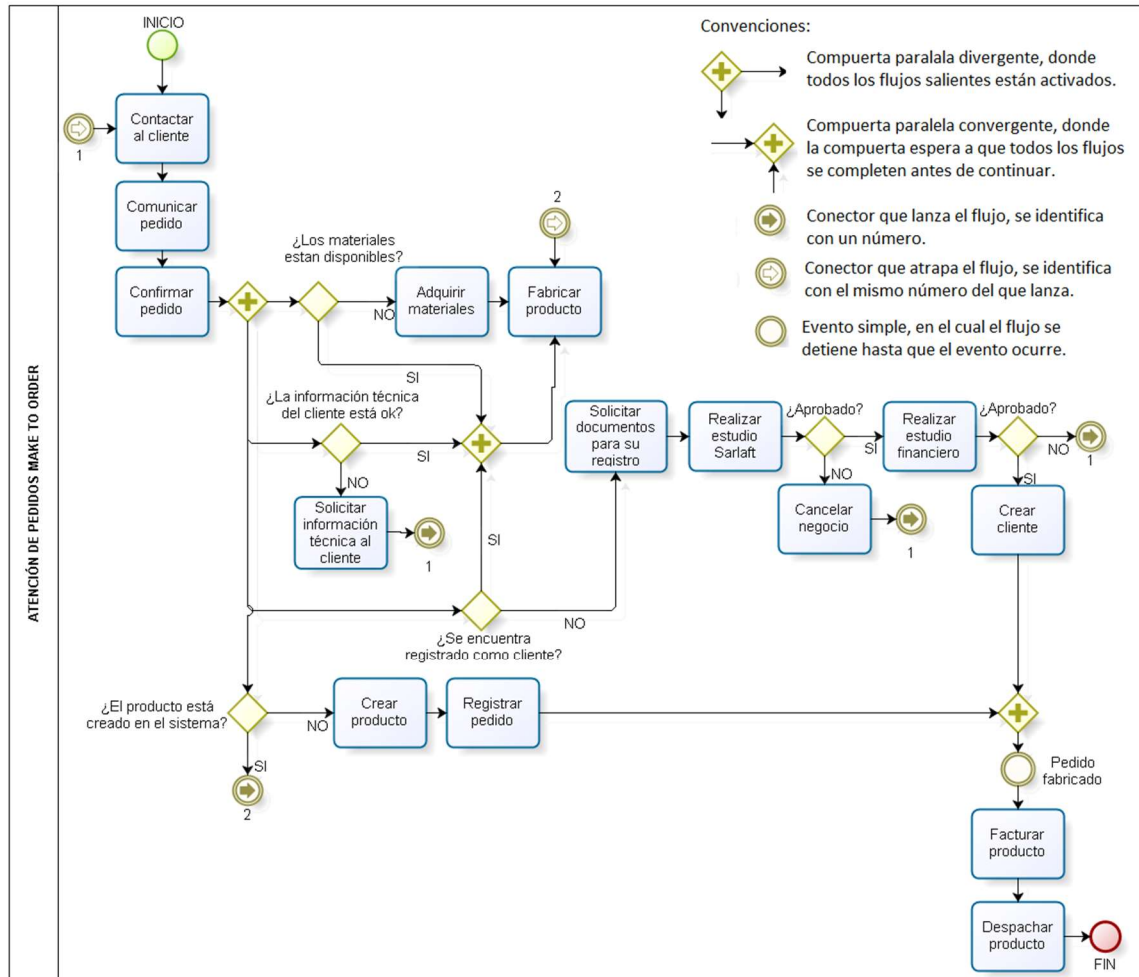 ATENCIÓN DE PEDIDOS MAKE TO ORDER
INICIO
Contactar
al cliente
1
Comunicar
pedido
Confirmar
pedido
¿Los materiales
estan disponibles?
NO
SI
Adquirir
materiales
2
Fabricar
producto
¿La información técnica
del cliente está ok?
SI
NO
Solicitar
información
técnica al
cliente
1
SI
¿Se encuentra
registrado como cliente?
NO
Solicitar
documentos
para su
registro
Realizar
estudio
Sarlaft
¿Aprobado?
SI
NO
Cancelar
negocio
1
Realizar
estudio
financiero
¿Aprobado?
NO
1
SI
Crear
cliente
¿El producto está
creado en el sistema?
NO
SI
2
Crear
producto
Registrar
pedido
Pedido
fabricado
Facturar
producto
Despachar
producto
FIN
Convenciones:
Compuerta paralala divergente, donde
todos los flujos salientes están activados.
Compuerta paralela convergente, donde
la compuerta espera a que todos los flujos
se completen antes de continuar.
Conector que lanza el flujo, se identifica
con un número.
Conector que atrapa el flujo, se identifica
con el mismo número del que lanza.
Evento simple, en el cual el flujo se
detiene hasta que el evento ocurre.